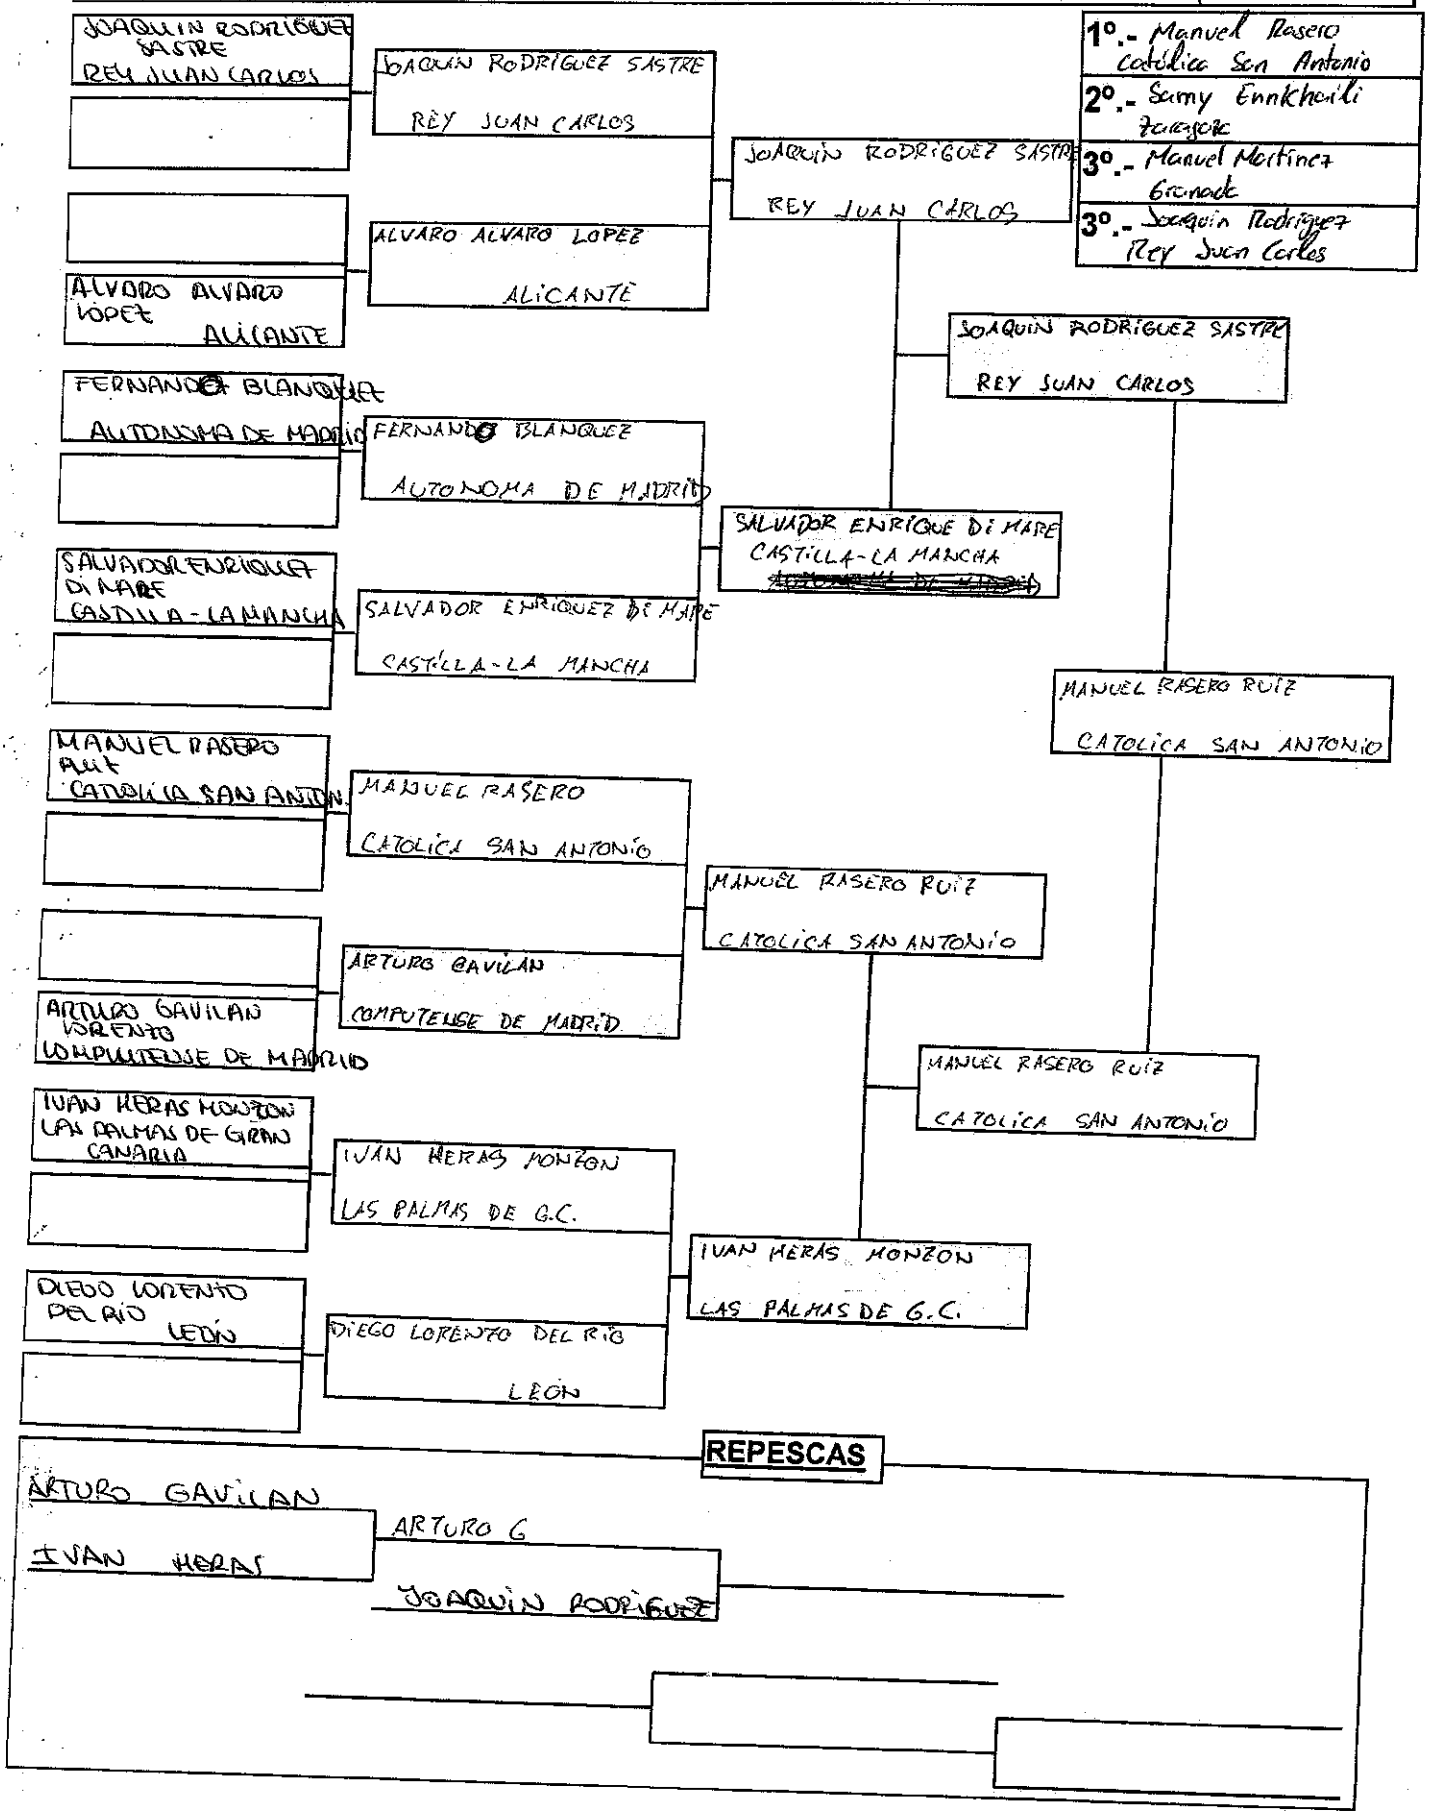 JOAQUIN RODRIGUEZ
SASTRE
REY JUAN CARLOS
JOAQUIN RODRIGUEZ SASTRE
REY JUAN CARLOS
JOAQUIN RODRIGUEZ SASTRE
REY JUAN CARLOS
1º.- Manuel Rasero
Católica San Antonio
2º.- Samy Ennkhaili
Zaragoza
3º.- Manuel Martinez
Granada
3º.- Joaquin Rodriguez
Rey Juan Carlos
ALVARO ALVARO LOPEZ
ALICANTE
ALVARO ALVARO
LOPEZ
ALICANTE
JOAQUIN RODRIGUEZ SASTRE
REY JUAN CARLOS
FERNANDO BLANQUEZ
AUTONOMA DE MADRID
FERNANDO BLANQUEZ
AUTONOMA DE MADRID
SALVADOR ENRIQUE DI MARE
CASTILLA-LA MANCHA
SALVADOR ENRIQUEZ
DI MARE
CASTILLA-LA MANCHA
SALVADOR ENRIQUEZ DI MARE
CASTILLA-LA MANCHA
MANUEL RASERO RUIZ
CATOLICA SAN ANTONIO
MANUEL RASERO
RUIZ
CATOLICA SAN ANTON.
MANUEL RASERO
CATOLICA SAN ANTONIO
MANUEL RASERO RUIZ
CATOLICA SAN ANTONIO
ARTURO GAVILAN
COMPUTENSE DE MADRID
ARTURO GAVILAN
LORENZO
COMPLUTENSE DE MADRID
MANUEL RASERO RUIZ
CATOLICA SAN ANTONIO
IVAN HERAS MONZON
LAS PALMAS DE GRAN
CANARIA
IVÁN HERAS MONZON
LAS PALMAS DE G.C.
IVAN HERAS MONZON
LAS PALMAS DE G.C.
DIEGO LORENZO
DEL RIO
LEÓN
DIEGO LORENZO DEL RIO
LEÓN
REPESCAS
ARTURO GAVILAN
ARTURO G
IVAN HERAS
JOAQUIN RODRIGUEZ